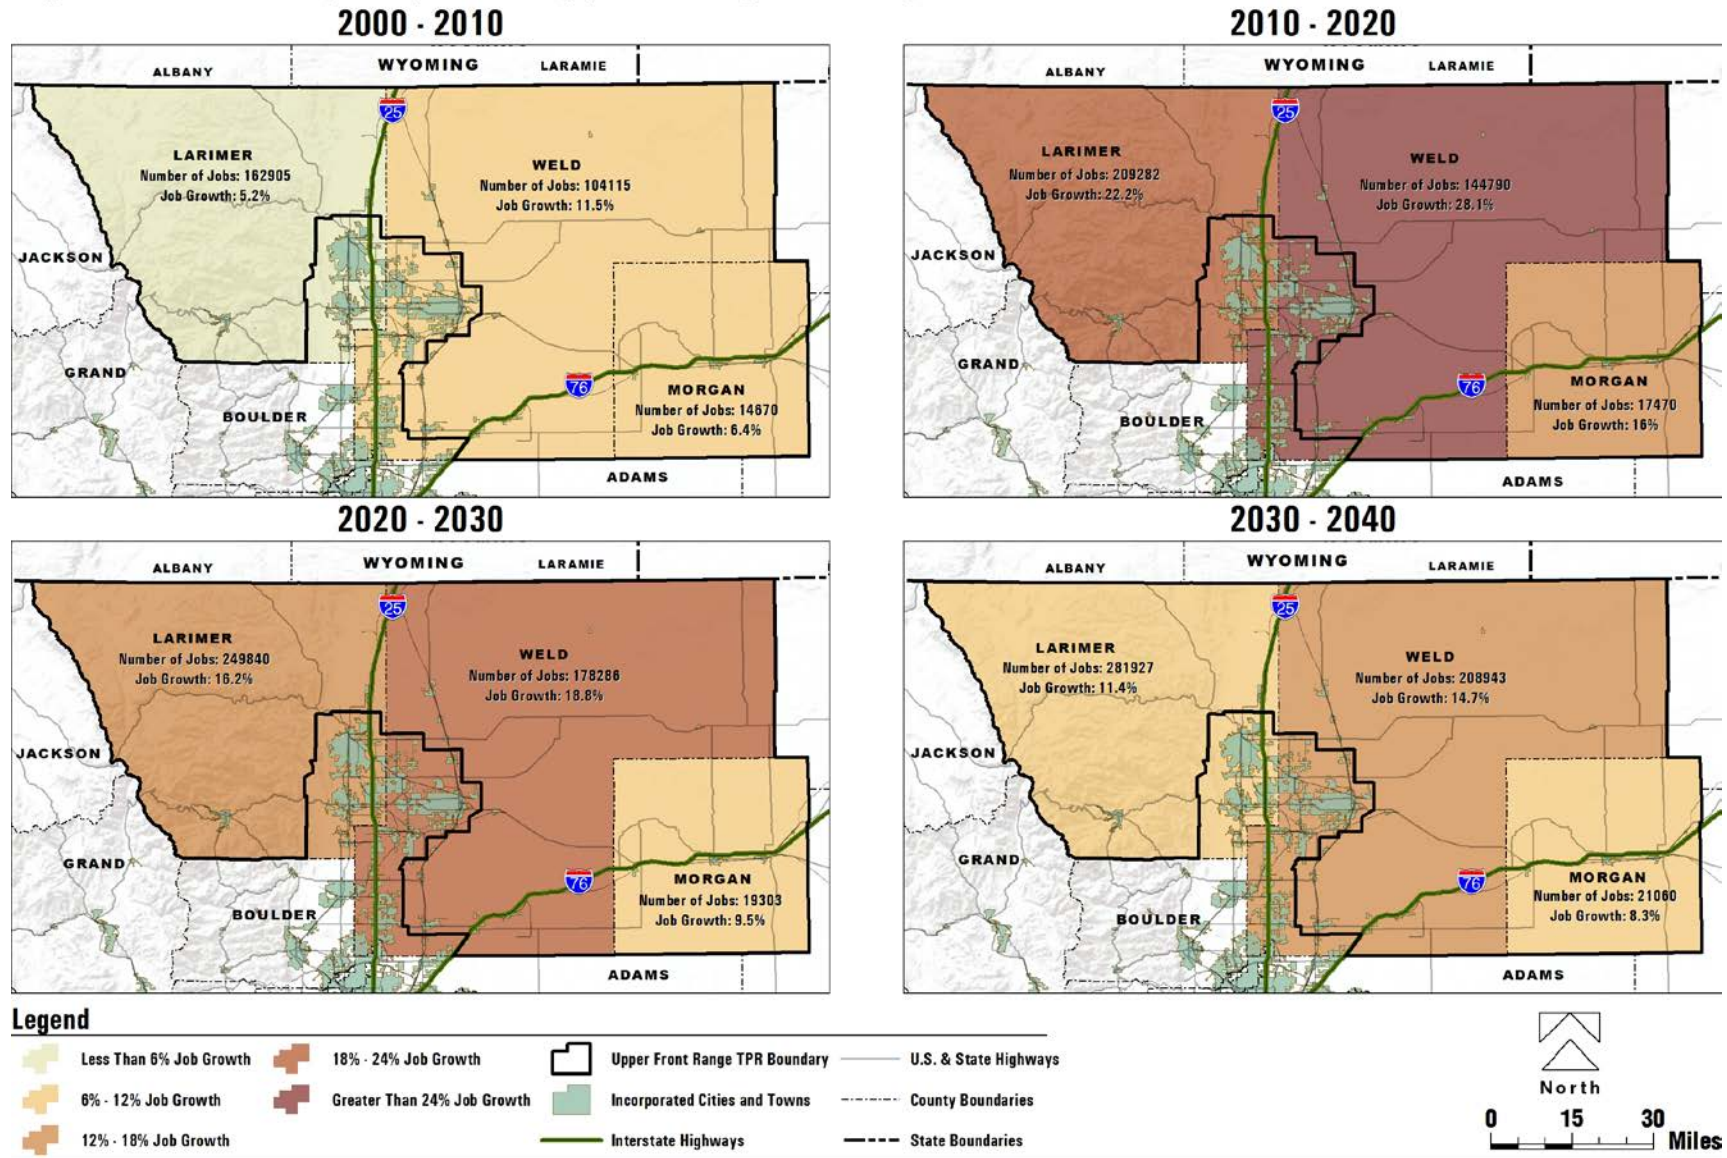 2000 - 2010
ALBANY
WYOMING
LARAMIE
25
LARIMER
Number of Jobs: 162905
Job Growth: 5.2%
WELD
Number of Jobs: 104115
Job Growth: 11.5%
JACKSON
GRAND
BOULDER
76
MORGAN
Number of Jobs: 14670
Job Growth: 6.4%
ADAMS
2010 - 2020
ALBANY
WYOMING
LARAMIE
25
LARIMER
Number of Jobs: 209282
Job Growth: 22.2%
WELD
Number of Jobs: 144790
Job Growth: 28.1%
JACKSON
GRAND
BOULDER
76
MORGAN
Number of Jobs: 17470
Job Growth: 16%
ADAMS
2020 - 2030
ALBANY
WYOMING
LARAMIE
25
LARIMER
Number of Jobs: 249840
Job Growth: 16.2%
WELD
Number of Jobs: 178286
Job Growth: 18.8%
JACKSON
GRAND
BOULDER
76
MORGAN
Number of Jobs: 19303
Job Growth: 9.5%
ADAMS
2030 - 2040
ALBANY
WYOMING
LARAMIE
25
LARIMER
Number of Jobs: 281927
Job Growth: 11.4%
WELD
Number of Jobs: 208943
Job Growth: 14.7%
JACKSON
GRAND
BOULDER
76
MORGAN
Number of Jobs: 21060
Job Growth: 8.3%
ADAMS
Legend
Less Than 6% Job Growth
6% - 12% Job Growth
12% - 18% Job Growth
18% - 24% Job Growth
Greater Than 24% Job Growth
Upper Front Range TPR Boundary
Incorporated Cities and Towns
Interstate Highways
U.S. & State Highways
County Boundaries
State Boundaries
North
0 15 30
Miles